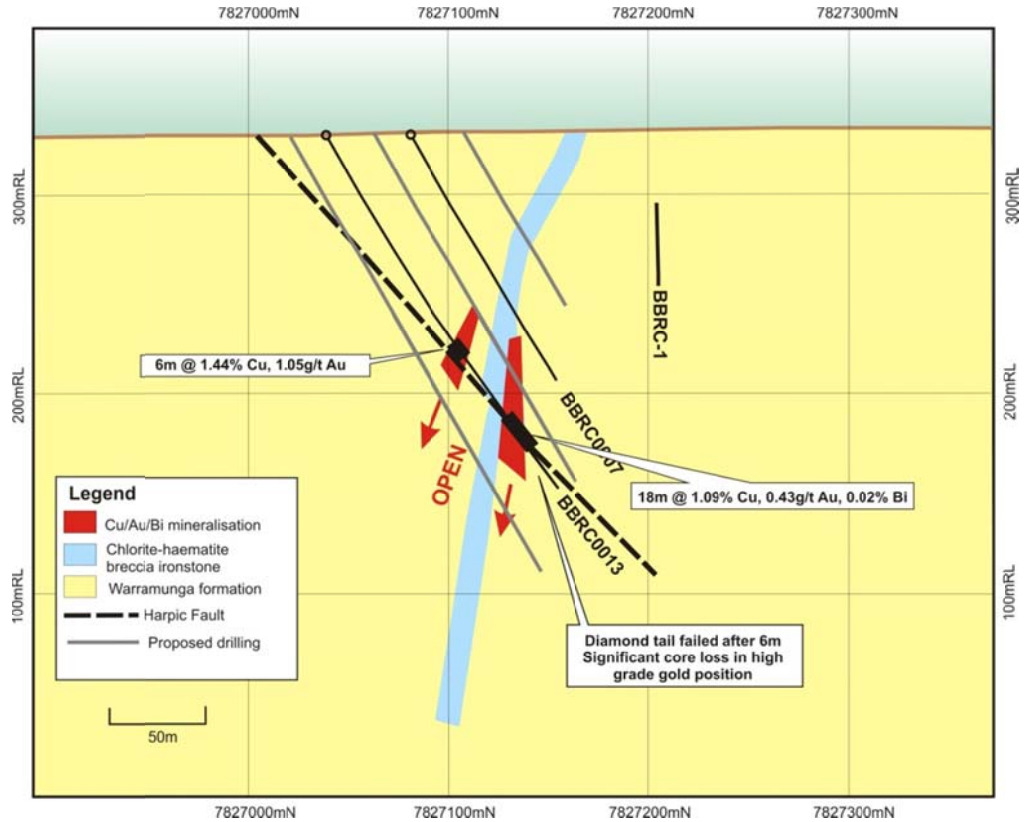 7827000mN
7827100mN
7827200mN
7827300mN
300mRL
300mRL
BBRC-1
6m @ 1.44% Cu, 1.05g/t Au
200mRL
200mRL
BBRC0007
OPEN
18m @ 1.09% Cu, 0.43g/t Au, 0.02% Bi
BBRC0013
Legend
Cu/Au/Bi mineralisation
Chlorite-haematite
breccia ironstone
Warramunga formation
Harpic Fault
Proposed drilling
100mRL
100mRL
Diamond tail failed after 6m
Significant core loss in high
grade gold position
50m
7827000mN
7827100mN
7827200mN
7827300mN